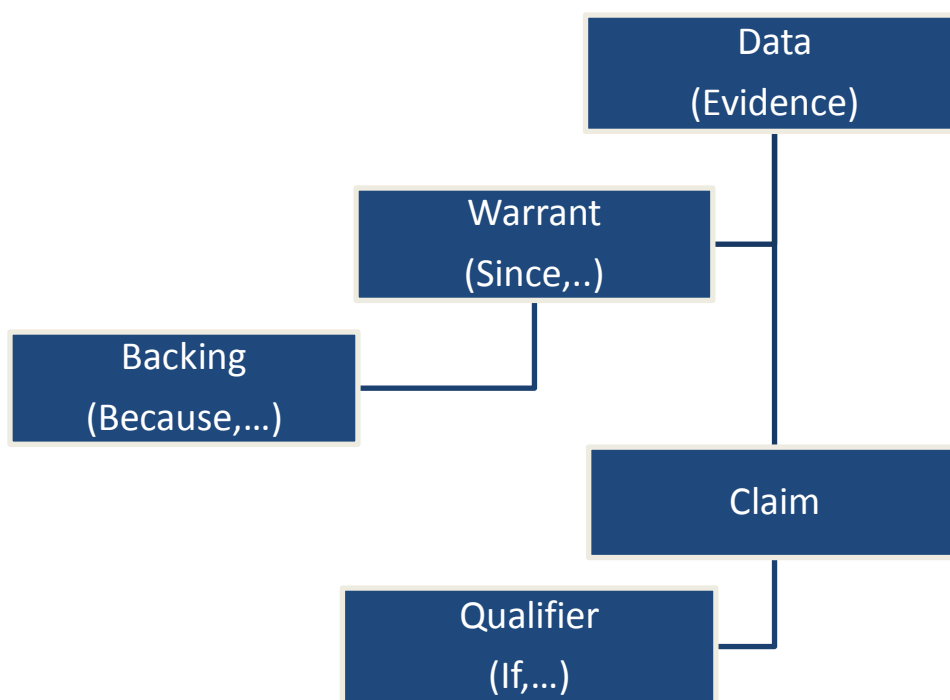 Data
(Evidence)
Warrant
(Since,..)
Backing
(Because,...)
Claim
Qualifier
(If,...)